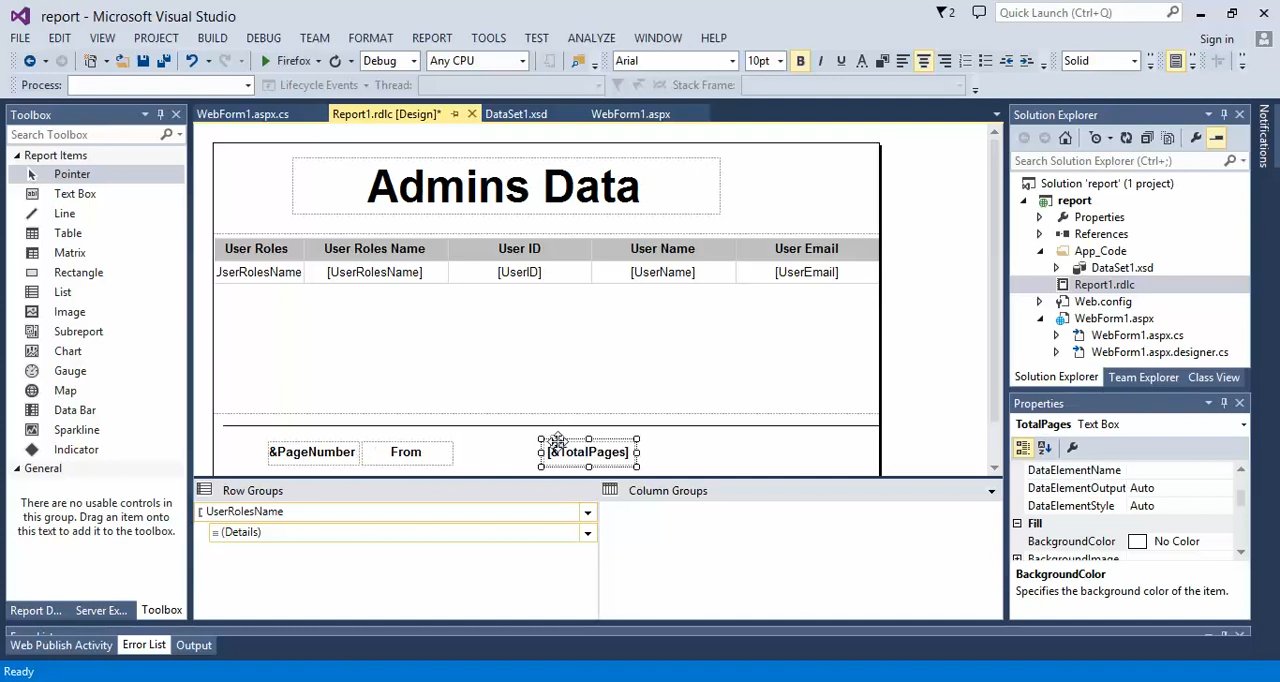 report - Microsoft Visual Studio
2
Quick Launch (Ctrl+Q)
FILE EDIT VIEW PROJECT BUILD DEBUG TEAM FORMAT REPORT TOOLS TEST ANALYZE WINDOW HELP
Sign in
Firefox Debug Any CPU Arial 10pt B I U A Solid
Process: Lifecycle Events Thread: Stack Frame:
Toolbox
WebForm1.aspx.cs Report1.rdlc [Design]* DataSet1.xsd WebForm1.aspx
Solution Explorer
Notifications
Search Toolbox
Report Items
Pointer
Text Box
Line
Table
Matrix
Rectangle
List
Image
Subreport
Chart
Gauge
Map
Data Bar
Sparkline
Indicator
General
There are no usable controls in
this group. Drag an item onto
this text to add it to the toolbox.
Report D... Server Ex... Toolbox
Admins Data
User Roles User Roles Name User ID User Name User Email
UserRolesName [UserRolesName] [UserID] [UserName] [UserEmail]
&PageNumber From [&TotalPages]
Row Groups Column Groups
[ UserRolesName
(Details)
Search Solution Explorer (Ctrl+;)
Solution 'report' (1 project)
report
Properties
References
App_Code
DataSet1.xsd
Report1.rdlc
Web.config
WebForm1.aspx
WebForm1.aspx.cs
WebForm1.aspx.designer.cs
Solution Explorer Team Explorer Class View
Properties
TotalPages Text Box
DataElementName
DataElementOutput Auto
DataElementStyle Auto
Fill
BackgroundColor No Color
BackgroundImage
BackgroundColor
Specifies the background color of the item.
Web Publish Activity Error List Output
Ready